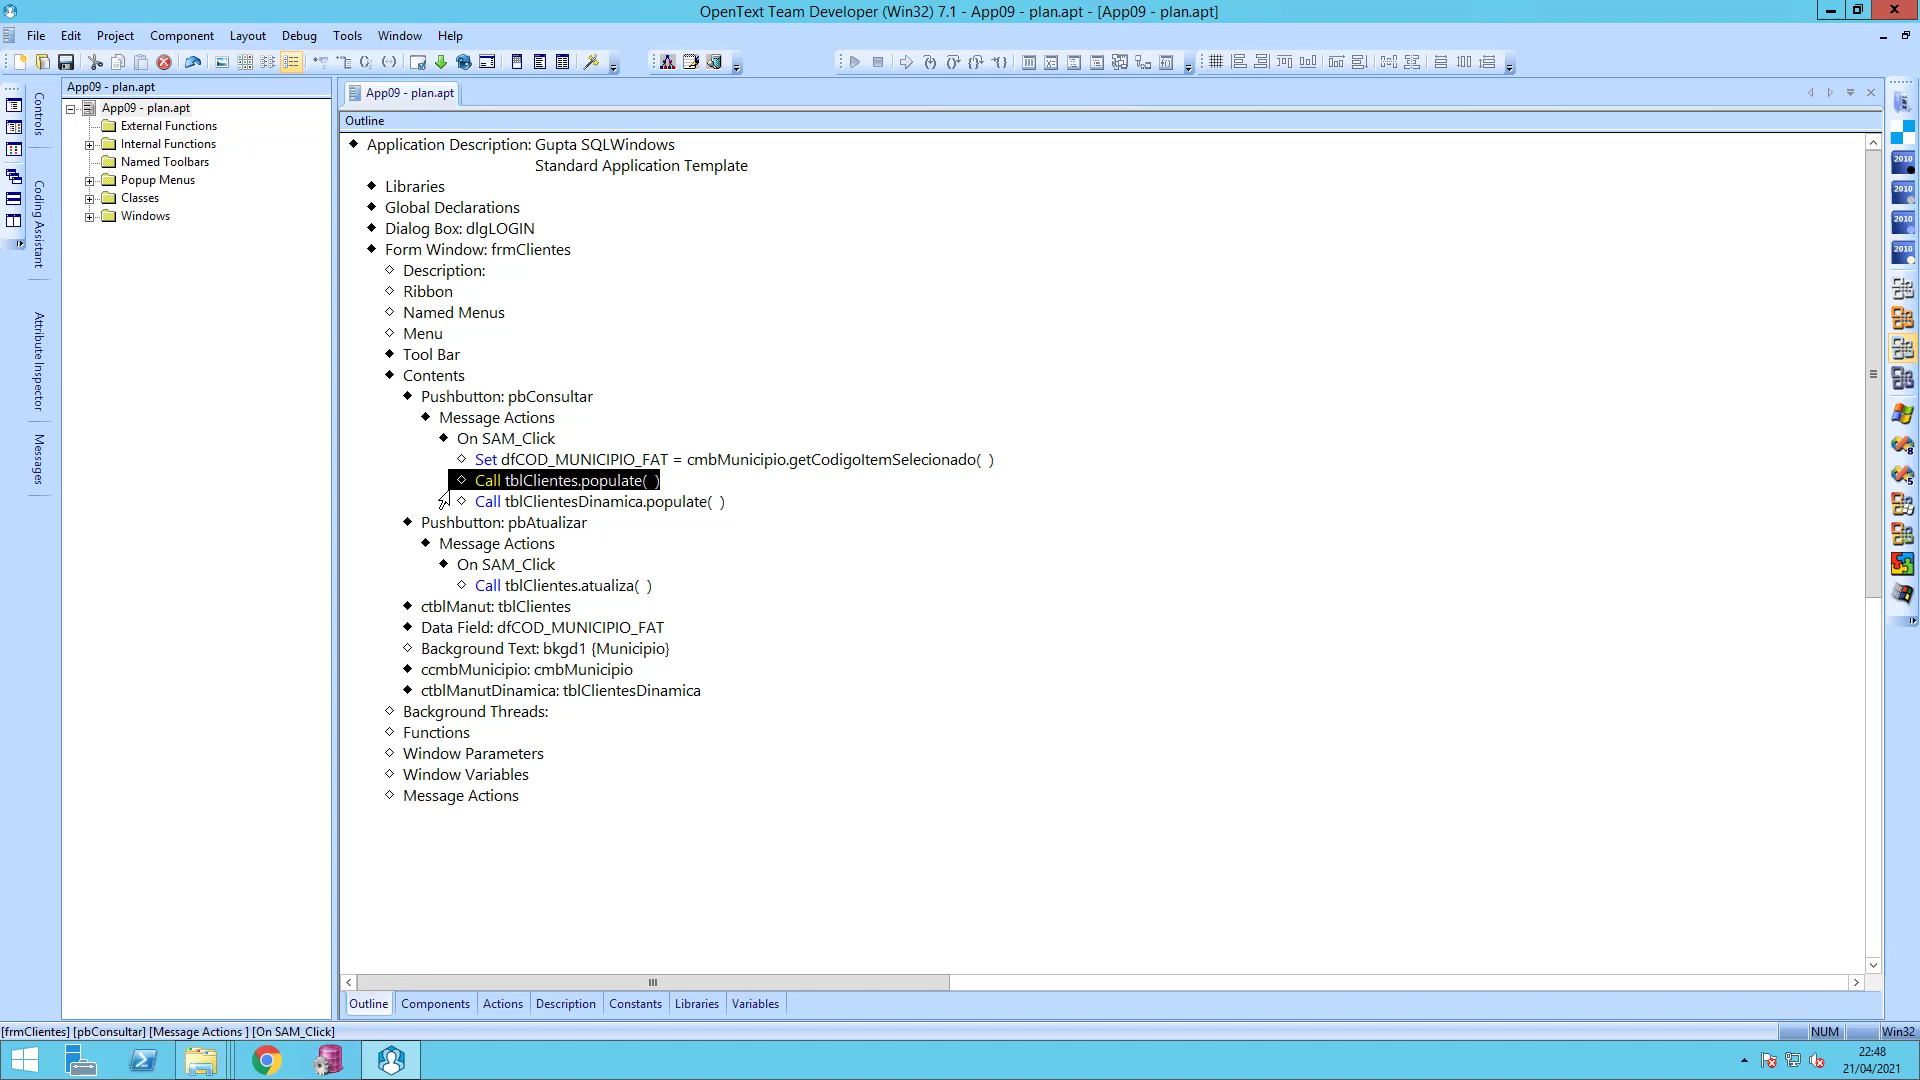 OpenText Team Developer (Win32) 7.1 - App09 - plan.apt - [App09 - plan.apt]
File Edit Project Component Layout Debug Tools Window Help
App09 - plan.apt
App09 - plan.apt
External Functions
Internal Functions
Named Toolbars
Popup Menus
Classes
Windows
Controls
Coding Assistant
Attribute Inspector
Messages
App09 - plan.apt
Outline
Application Description: Gupta SQLWindows
Standard Application Template
Libraries
Global Declarations
Dialog Box: dlgLOGIN
Form Window: frmClientes
Description:
Ribbon
Named Menus
Menu
Tool Bar
Contents
Pushbutton: pbConsultar
Message Actions
On SAM_Click
Set dfCOD_MUNICIPIO_FAT = cmbMunicipio.getCodigoItemSelecionado( )
Call tblClientes.populate( )
Call tblClientesDinamica.populate( )
Pushbutton: pbAtualizar
Message Actions
On SAM_Click
Call tblClientes.atualiza( )
ctblManut: tblClientes
Data Field: dfCOD_MUNICIPIO_FAT
Background Text: bkgd1 {Municipio}
ccmbMunicipio: cmbMunicipio
ctblManutDinamica: tblClientesDinamica
Background Threads:
Functions
Window Parameters
Window Variables
Message Actions
2010
2010
2010
2010
Outline Components Actions Description Constants Libraries Variables
[frmClientes] [pbConsultar] [Message Actions ] [On SAM_Click]
NUM
Win32
22:48
21/04/2021